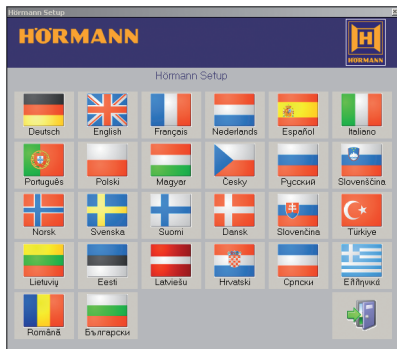 Hörmann Setup
HÖRMANN
HÖRMANN
Hörmann Setup
Deutsch English Français Nederlands Español Italiano
Português Polski Magyar Česky Русский Slovenščina
Norsk Svenska Suomi Dansk Slovenčina Türkiye
Lietuvių Eesti Latviešu Hrvatski Српски Ελληνικά
Română Български